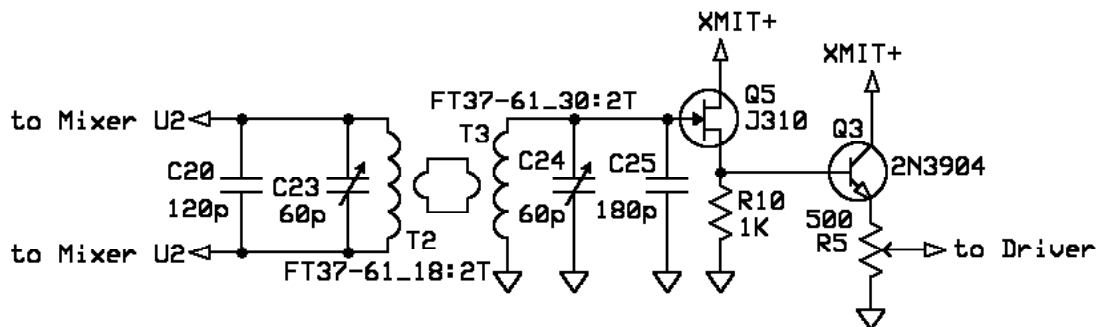 XMIT+
XMIT+
FT37-61_30:2T
Q5
J310
to Mixer U2
T3
Q3
C20
C23
C24
C25
2N3904
120p
60p
60p
180p
R10
1K
500
R5
T2
to Mixer U2
FT37-61_18:2T
to Driver